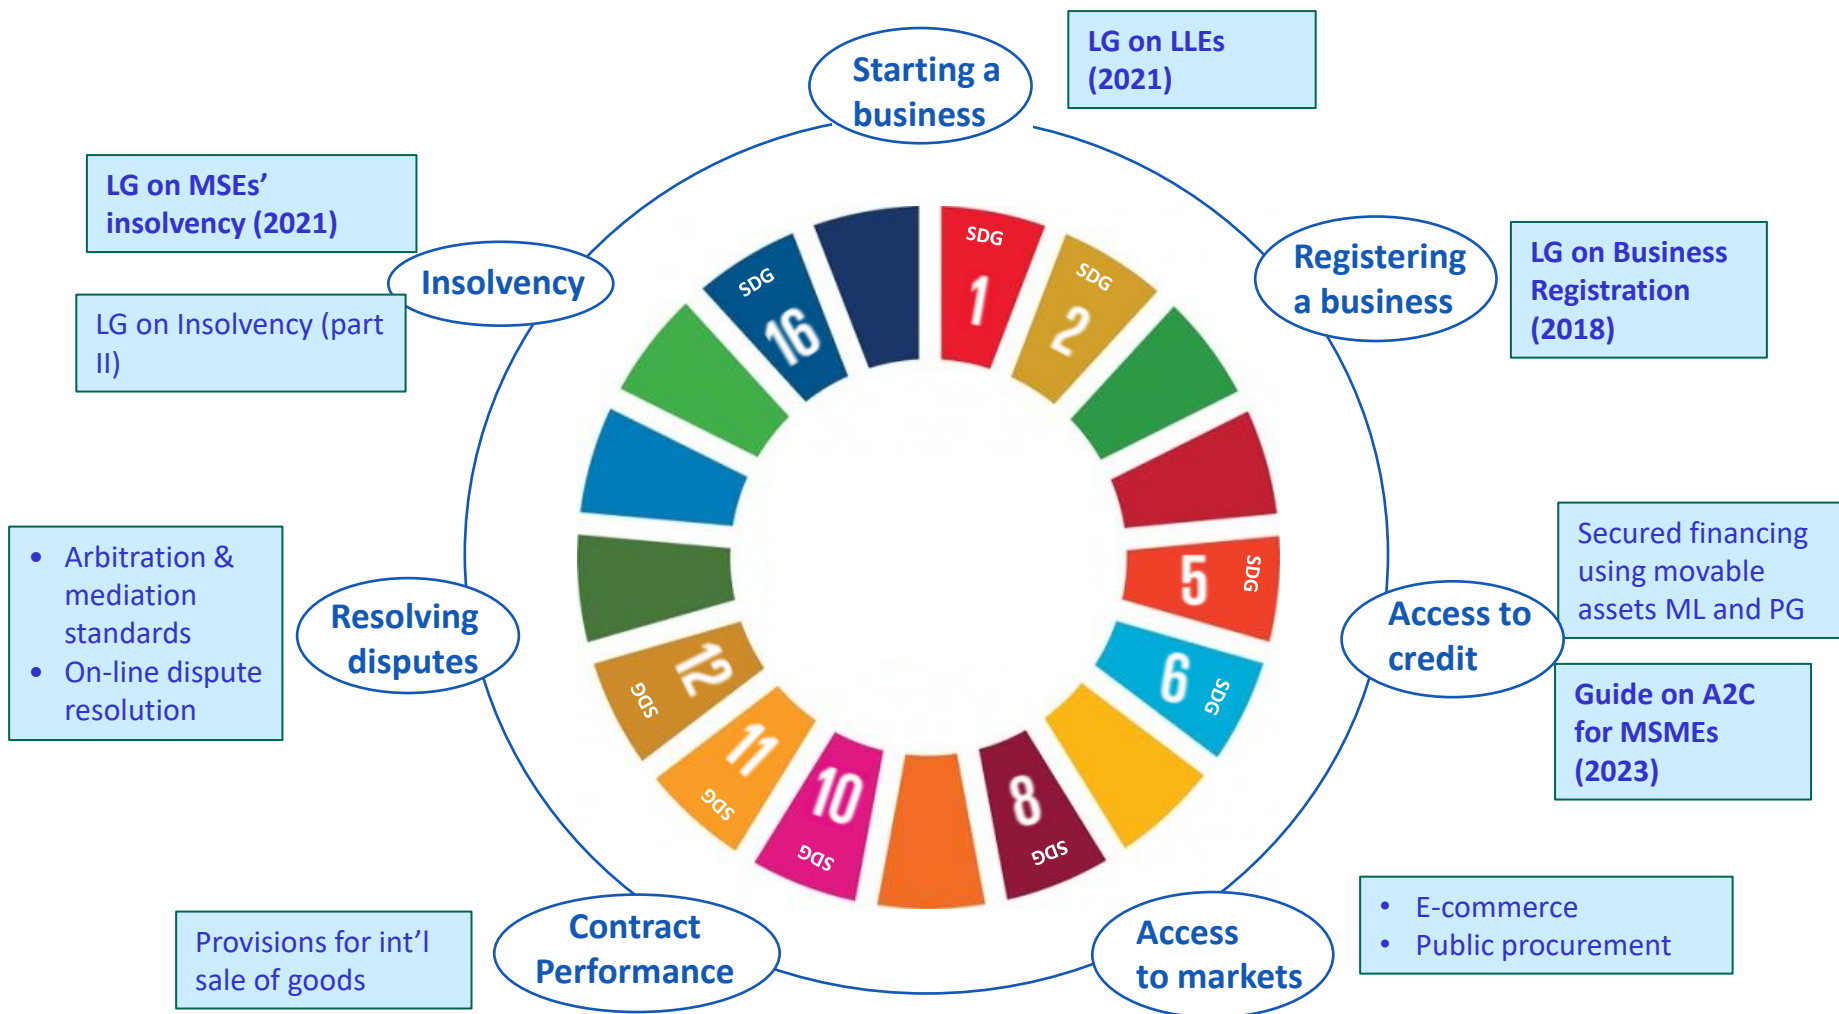 Starting a
business
LG on LLEs
(2021)
LG on MSEs’
insolvency (2021)
Insolvency
LG on Insolvency (part
II)
Registering
a business
LG on Business
Registration
(2018)
SDG
1
SDG
2
SDG
16
5
SDG
6
SDG
8
SDG
10
SDG
11
SDG
12
SDG
Secured financing
using movable
assets ML and PG
Access to
credit
Guide on A2C
for MSMEs
(2023)
• Arbitration &
mediation
standards
• On-line dispute
resolution
Resolving
disputes
Provisions for int’l
sale of goods
Contract
Performance
Access
to markets
• E-commerce
• Public procurement